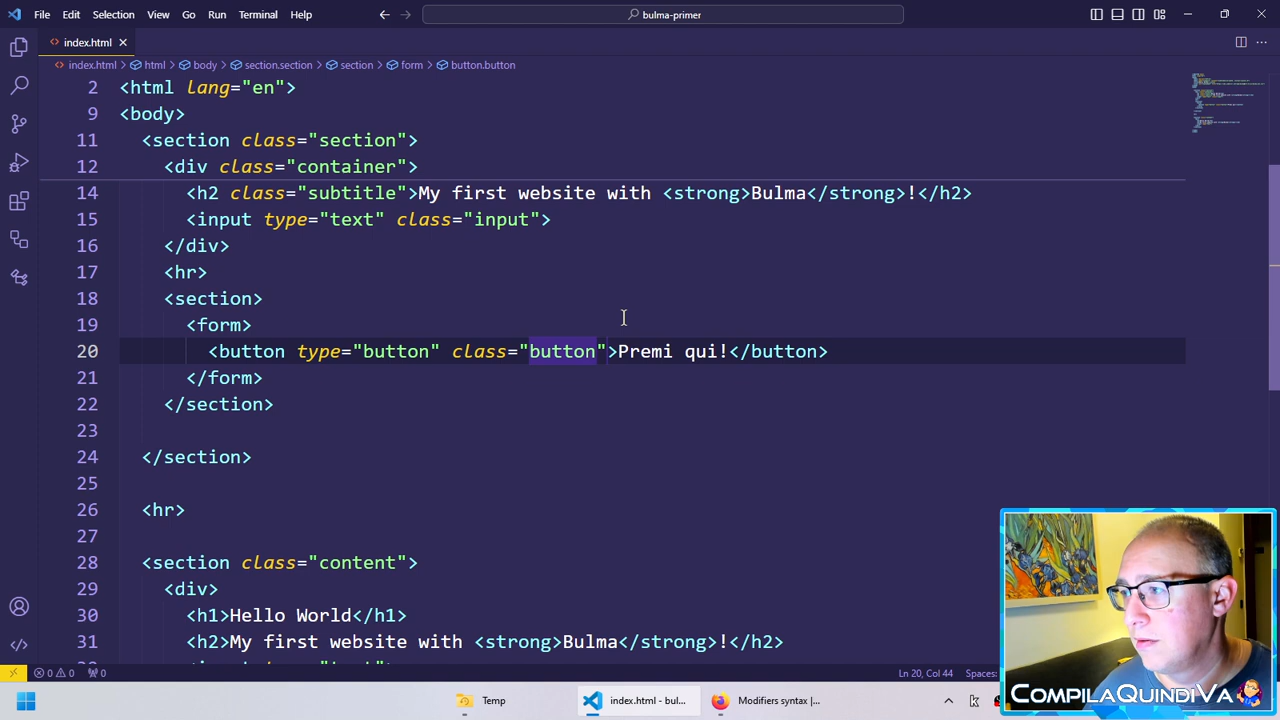 File Edit Selection View Go Run Terminal Help
bulma-primer
index.html
index.html > html > body > section.section > section > form > button.button
2 <html lang="en">
9 <body>
11 <section class="section">
12 <div class="container">
14 <h2 class="subtitle">My first website with <strong>Bulma</strong>!</h2>
15 <input type="text" class="input">
16 </div>
17 <hr>
18 <section>
19 <form>
20 <button type="button" class="button">Premi qui!</button>
21 </form>
22 </section>
23
24 </section>
25
26 <hr>
27
28 <section class="content">
29 <div>
30 <h1>Hello World</h1>
31 <h2>My first website with <strong>Bulma</strong>!</h2>
0 0 0 Ln 20, Col 44 Spaces:
COMPILAQUINDIVA
Temp index.html - bul... Modifiers syntax |...